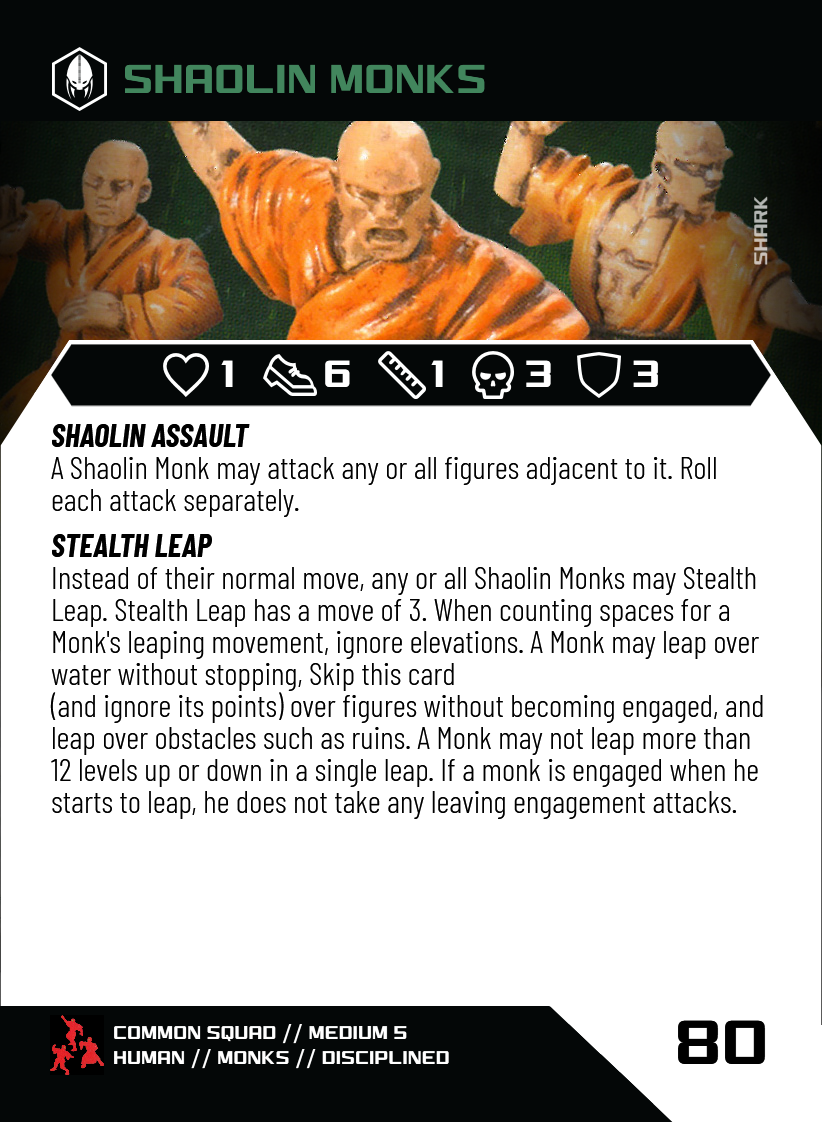 SHAOLIN MONKS
SHARK
1 6 1 3 3
SHAOLIN ASSAULT
A Shaolin Monk may attack any or all figures adjacent to it. Roll
each attack separately.
STEALTH LEAP
Instead of their normal move, any or all Shaolin Monks may Stealth
Leap. Stealth Leap has a move of 3. When counting spaces for a
Monk's leaping movement, ignore elevations. A Monk may leap over
water without stopping, Skip this card
(and ignore its points) over figures without becoming engaged, and
leap over obstacles such as ruins. A Monk may not leap more than
12 levels up or down in a single leap. If a monk is engaged when he
starts to leap, he does not take any leaving engagement attacks.
COMMON SQUAD // MEDIUM 5
HUMAN // MONKS // DISCIPLINED
80